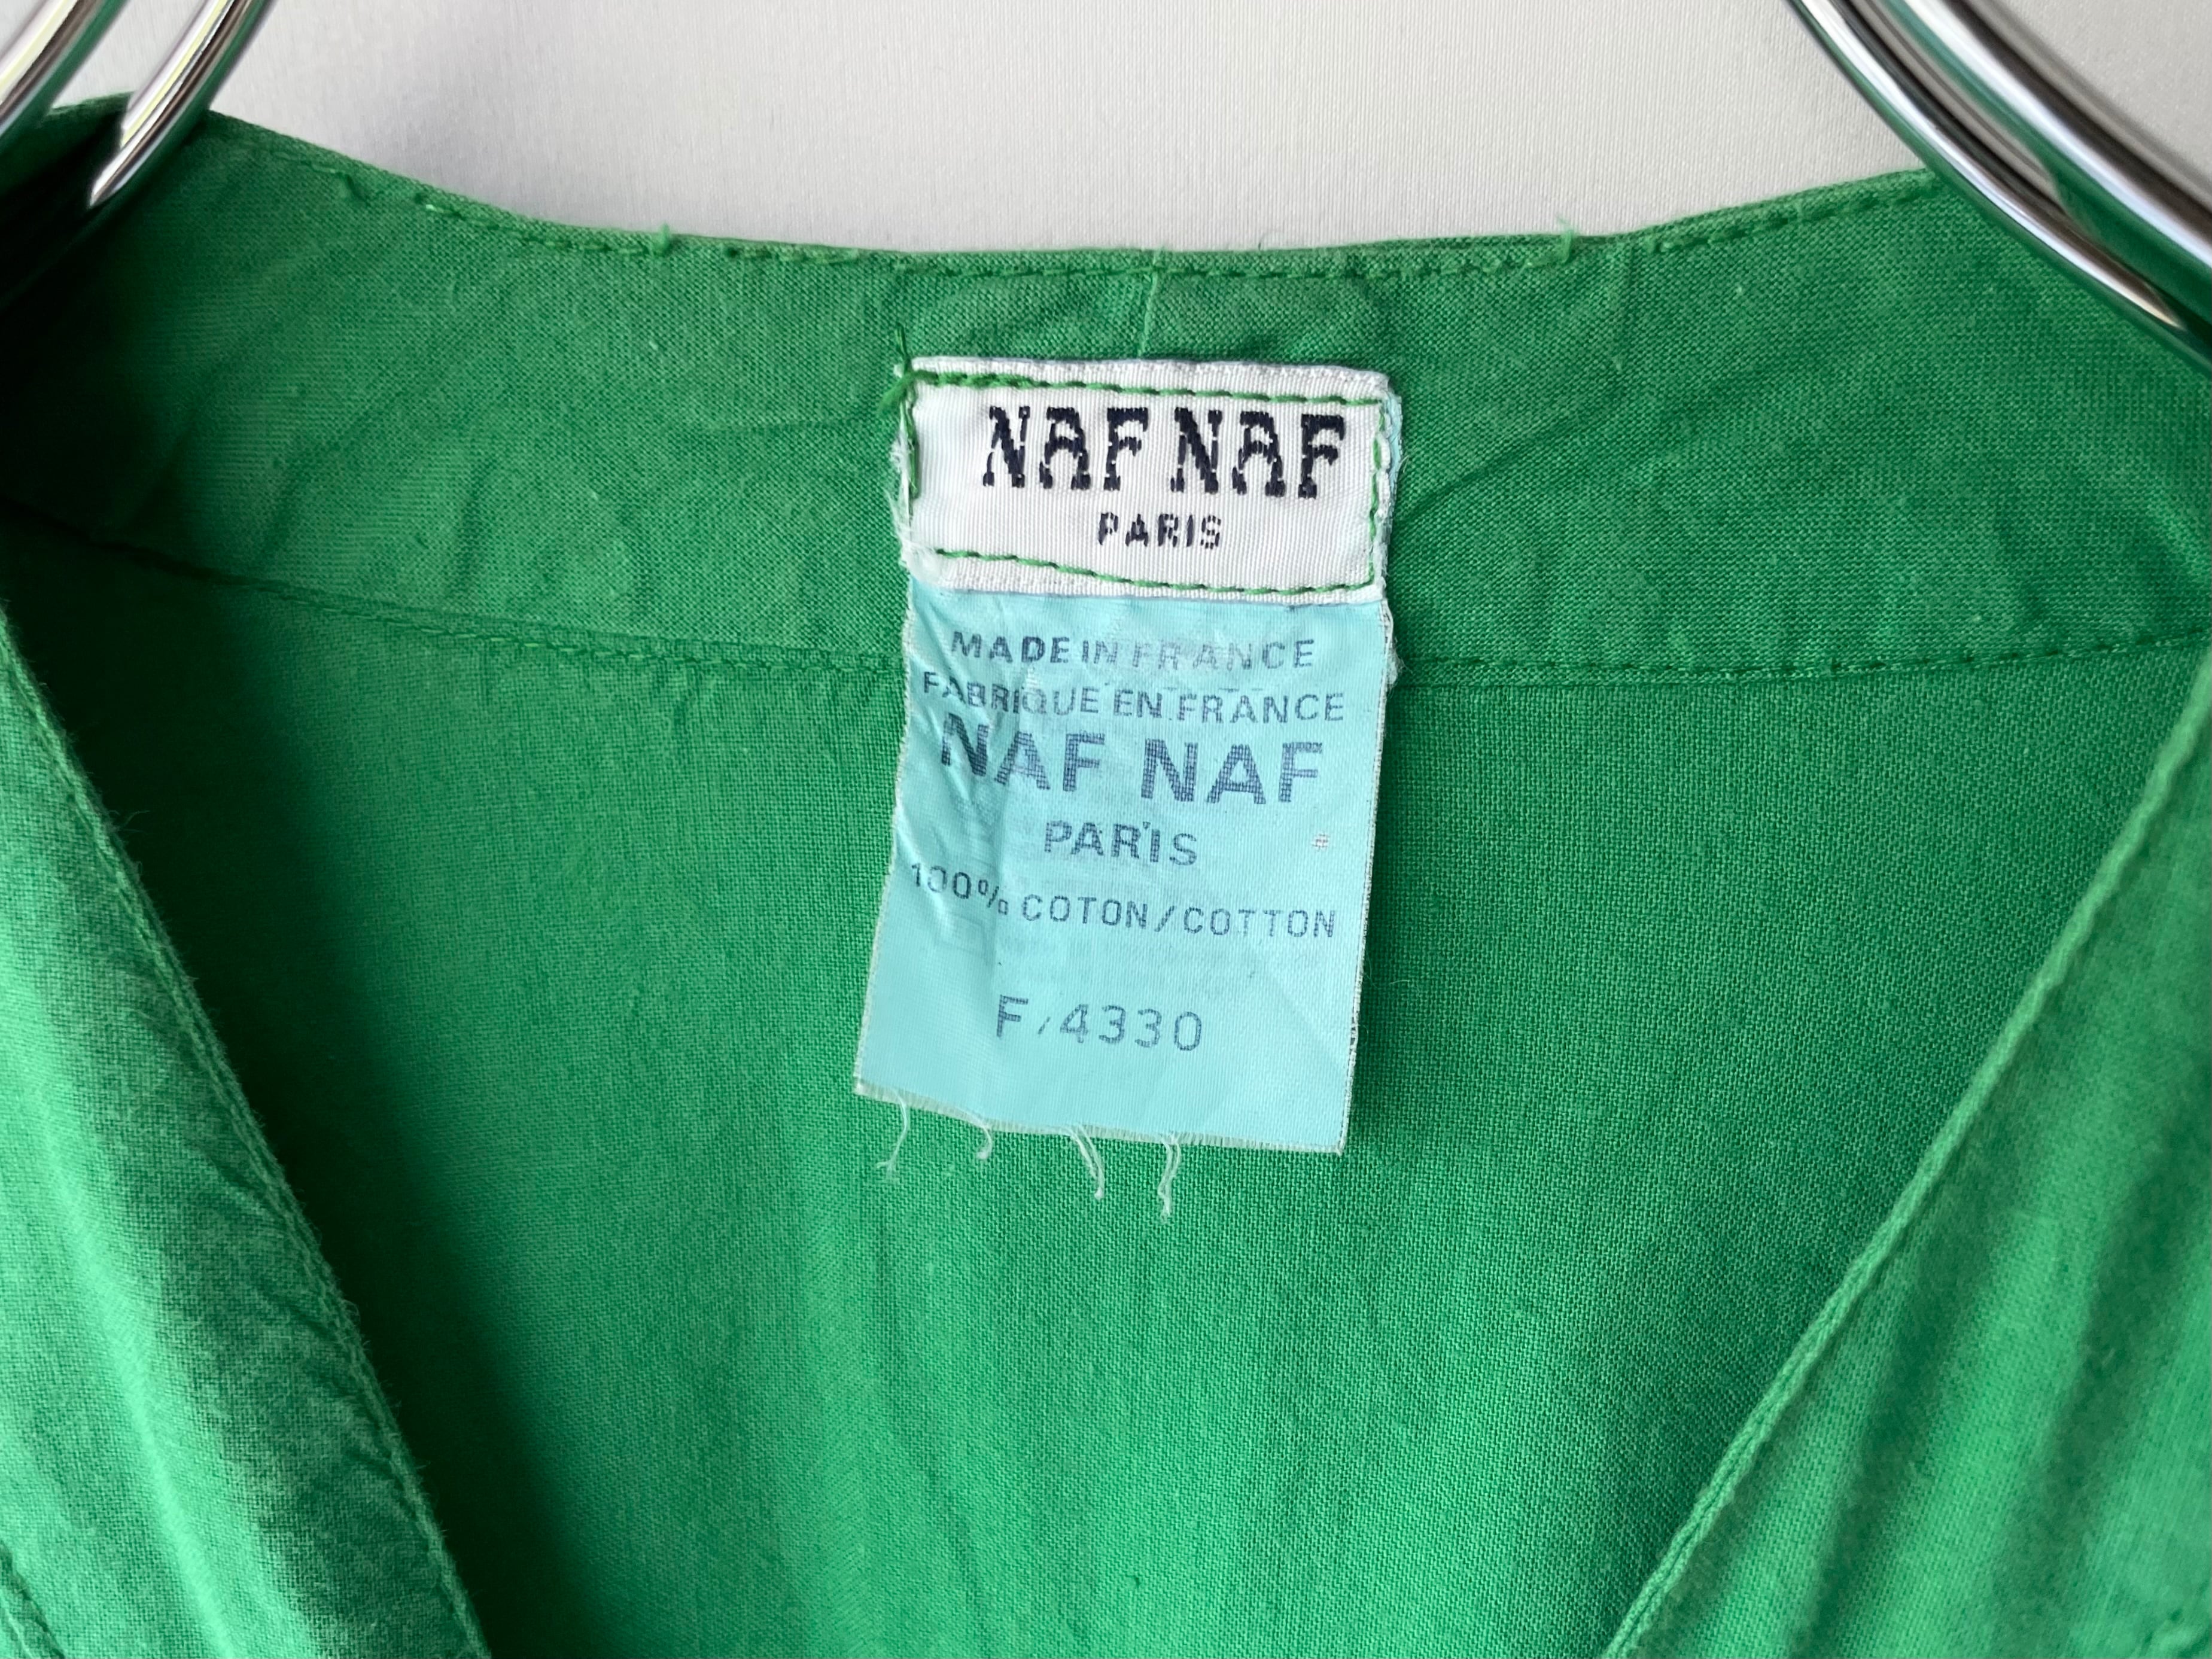 NAF NAF
PARIS
MADE IN FRANCE
FABRIQUE EN FRANCE
NAF NAF
PARIS
100% COTON/COTTON
F/4330